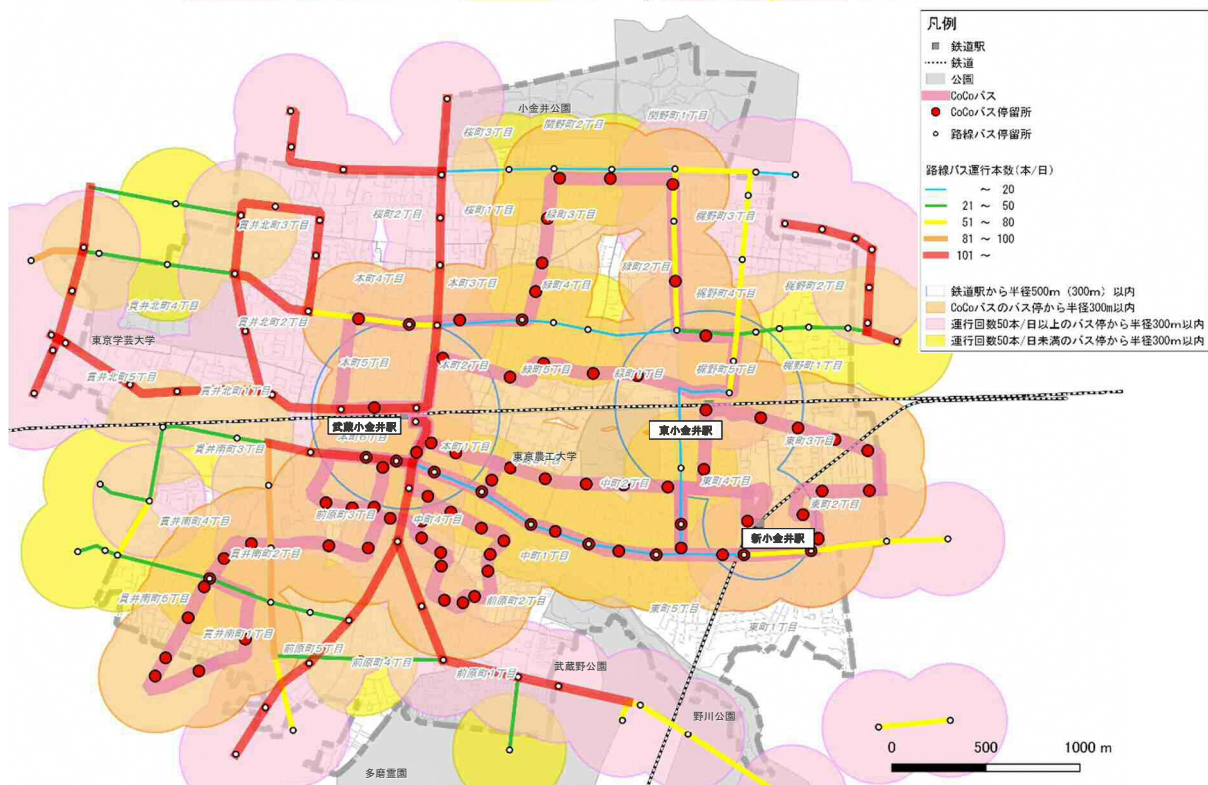 凡例
鉄道駅
鉄道
公園
CoCoバス
CoCoバス停留所
路線バス停留所
路線バス運行本数(本/日)
～ 20
21 ～ 50
51 ～ 80
81 ～ 100
101 ～
鉄道駅から半径500m（300m）以内
CoCoバスのバス停から半径300m以内
運行回数50本/日以上のバス停から半径300m以内
運行回数50本/日未満のバス停から半径300m以内
小金井公園
関野町1丁目
関野町2丁目
桜町3丁目
桜町2丁目
桜町1丁目
緑町3丁目
梶野町3丁目
貫井北町3丁目
緑町2丁目
本町4丁目
本町3丁目
緑町4丁目
梶野町4丁目
梶野町2丁目
貫井北町4丁目
貫井北町2丁目
東京学芸大学
本町5丁目
本町2丁目
緑町5丁目
緑町1丁目
梶野町5丁目
梶野町1丁目
貫井北町5丁目
貫井北町1丁目
武蔵小金井駅
東小金井駅
本町6丁目
本町1丁目
東京農工大学
東町3丁目
貫井南町3丁目
中町3丁目
中町2丁目
東町4丁目
東町2丁目
貫井南町4丁目
前原町3丁目
中町4丁目
新小金井駅
貫井南町2丁目
中町1丁目
貫井南町5丁目
前原町2丁目
東町5丁目
貫井南町1丁目
東町1丁目
前原町5丁目
前原町4丁目
前原町1丁目
武蔵野公園
野川公園
多磨霊園
0 500 1000 m